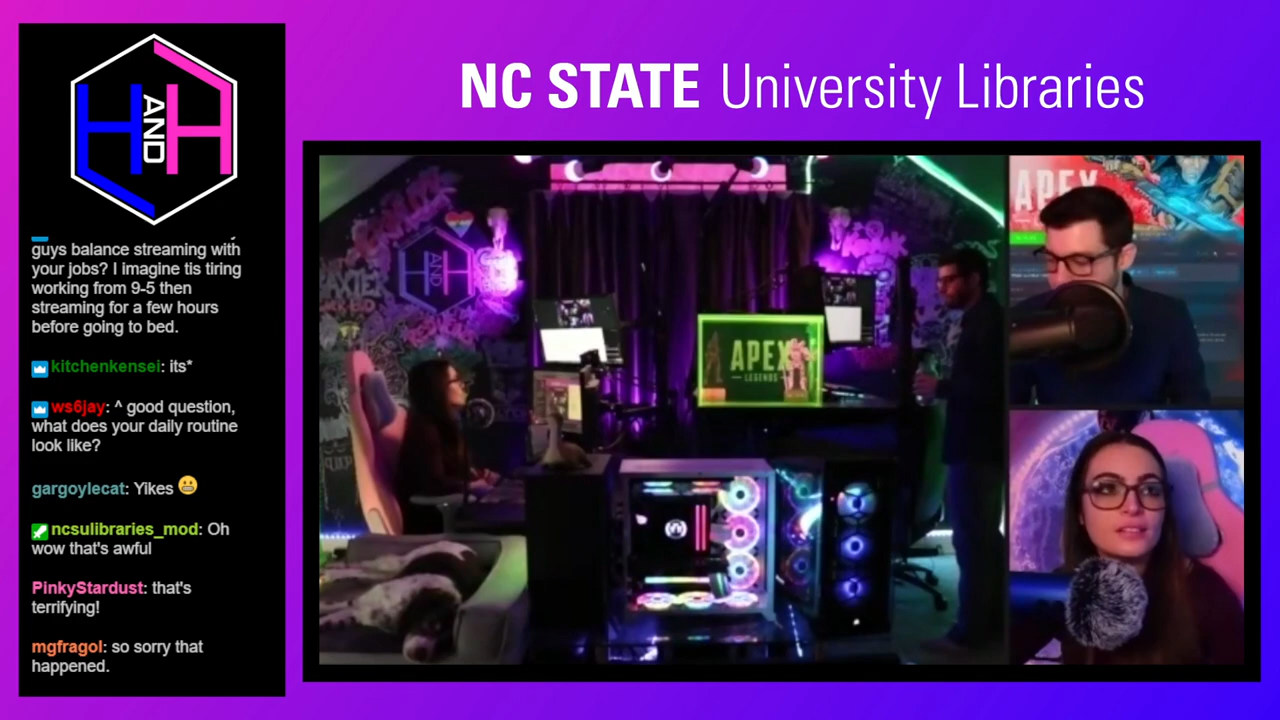 NC STATE University Libraries
H AND H
guys balance streaming with
your jobs? I imagine tis tiring
working from 9-5 then
streaming for a few hours
before going to bed.
kitchenkensei: its*
ws6jay: ^ good question,
what does your daily routine
look like?
gargoylecat: Yikes 😬
ncsulibraries_mod: Oh
wow that's awful
PinkyStardust: that's
terrifying!
mgfragol: so sorry that
happened.
H AND H
APEX
LEGENDS
APEX